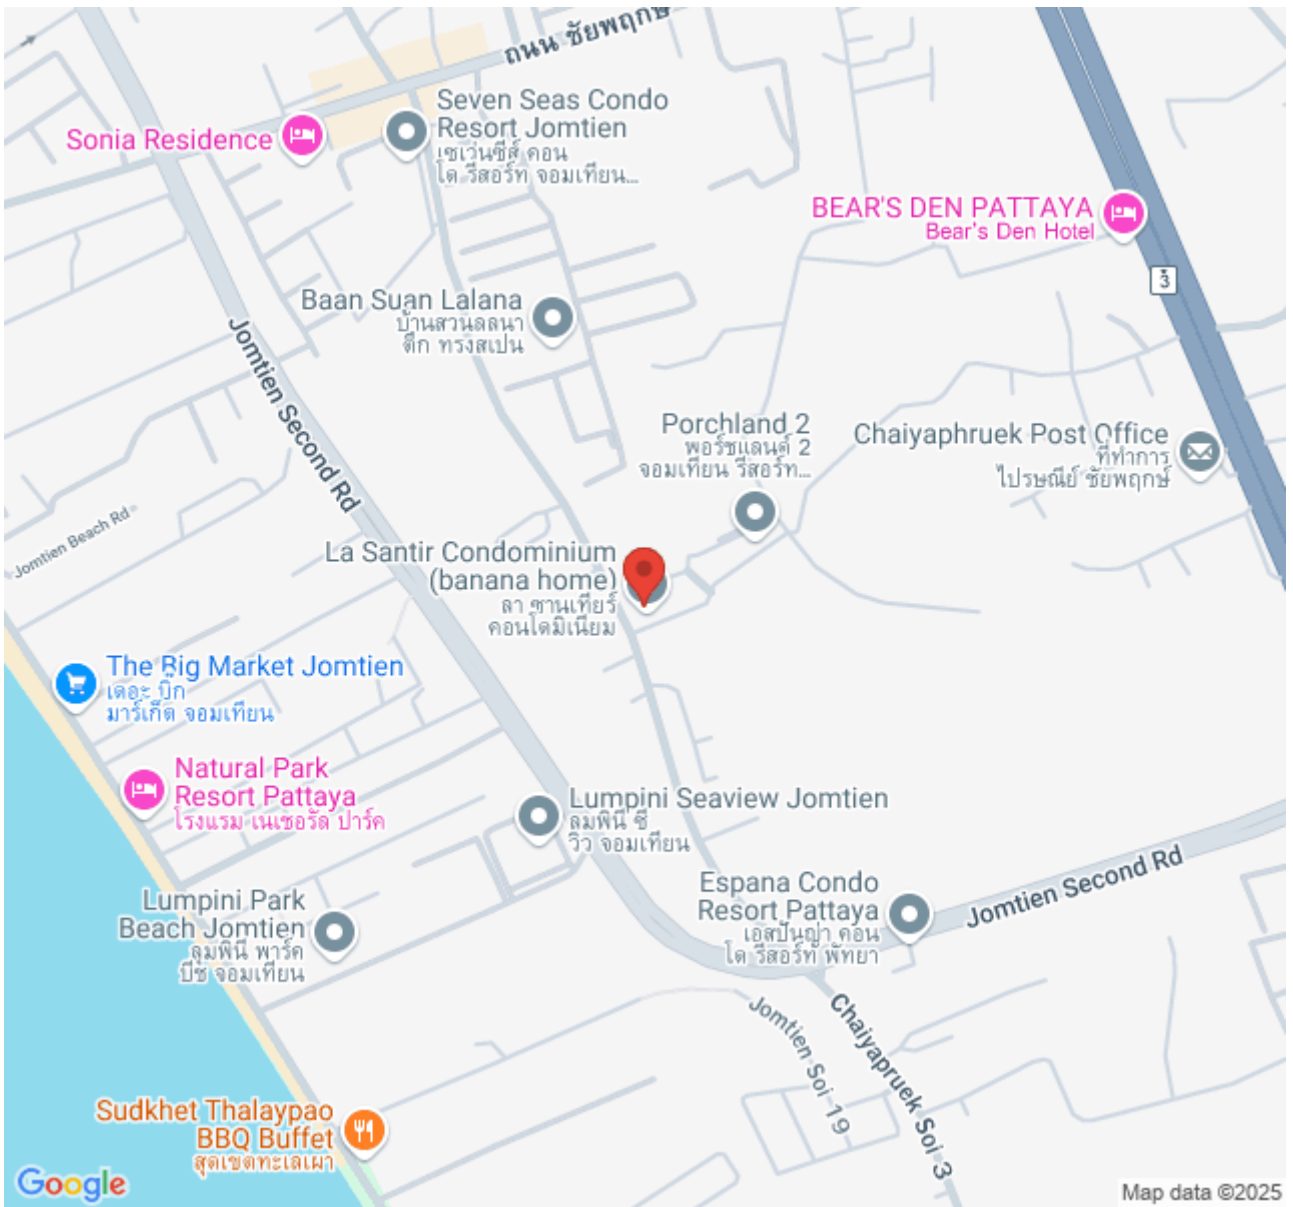 ถนน ชัยพฤกษ์
Seven Seas Condo
Resort Jomtien
เซเว่นซีส์ คอน
โด รีสอร์ท จอมเทียน...
Sonia Residence
BEAR'S DEN PATTAYA
Bear's Den Hotel
3
Baan Suan Lalana
บ้านสวนลลนา
ตึก ทรงสเปน
Jomtien Second Rd
Porchland 2
พอร์ชแลนด์ 2
จอมเทียน รีสอร์ท...
Chaiyaphruek Post Office
ที่ทำการ
ไปรษณีย์ ชัยพฤกษ์
Jomtien Beach Rd
La Santir Condominium
(banana home)
ลา ซานเทียร์
คอนโดมิเนียม
The Big Market Jomtien
เดอะ บิ๊ก
มาร์เก็ต จอมเทียน
Natural Park
Resort Pattaya
โรงแรม เนเชอรัล ปาร์ค
Lumpini Seaview Jomtien
ลุมพินี ซี
วิว จอมเทียน
Espana Condo
Resort Pattaya
เอสปันญ่า คอน
โด รีสอร์ท พัทยา
Jomtien Second Rd
Lumpini Park
Beach Jomtien
ลุมพินี พาร์ค
บีช จอมเทียน
Jomtien Soi 19
Chaiyapruek Soi 3
Sudkhet Thalaypao
BBQ Buffet
สุดเขตทะเลเผา
Google
Map data ©2025